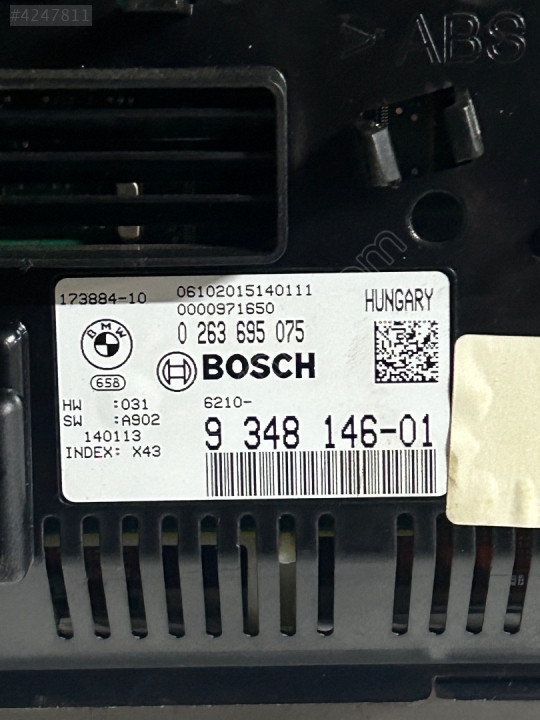 #4247811
> ABS
173884-10
06102015140111
0000971650
HUNGARY
0 263 695 075
BMW
658
BOSCH
HW :031
SW :A902
140113
INDEX: X43
6210-
9 348 146-01